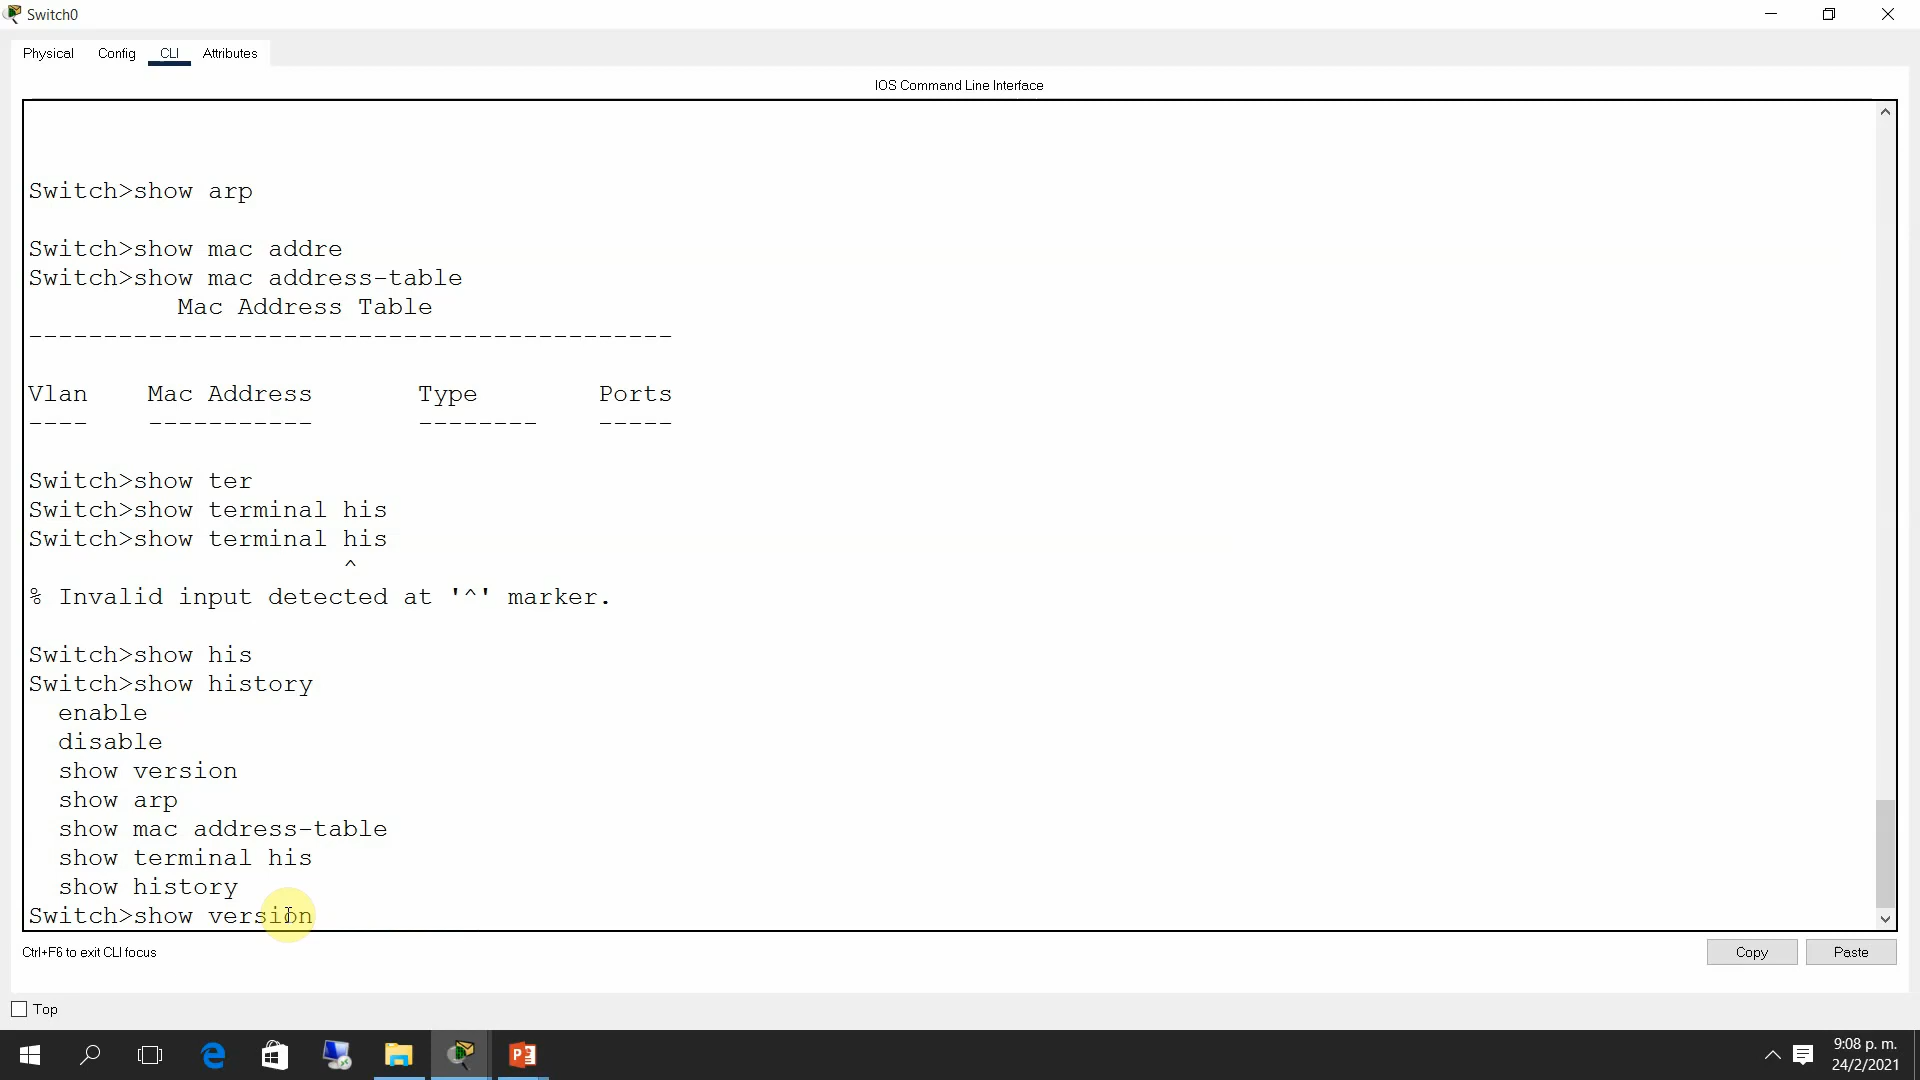 Switch0
Physical Config CLI Attributes
IOS Command Line Interface
Switch>show arp
Switch>show mac addre
Switch>show mac address-table
Mac Address Table
-------------------------------------------
Vlan Mac Address Type Ports
---- ----------- -------- -----
Switch>show ter
Switch>show terminal his
Switch>show terminal his
^
% Invalid input detected at '^' marker.
Switch>show his
Switch>show history
enable
disable
show version
show arp
show mac address-table
show terminal his
show history
Switch>show version
Ctrl+F6 to exit CLI focus
Copy Paste
Top
9:08 p. m.
24/2/2021